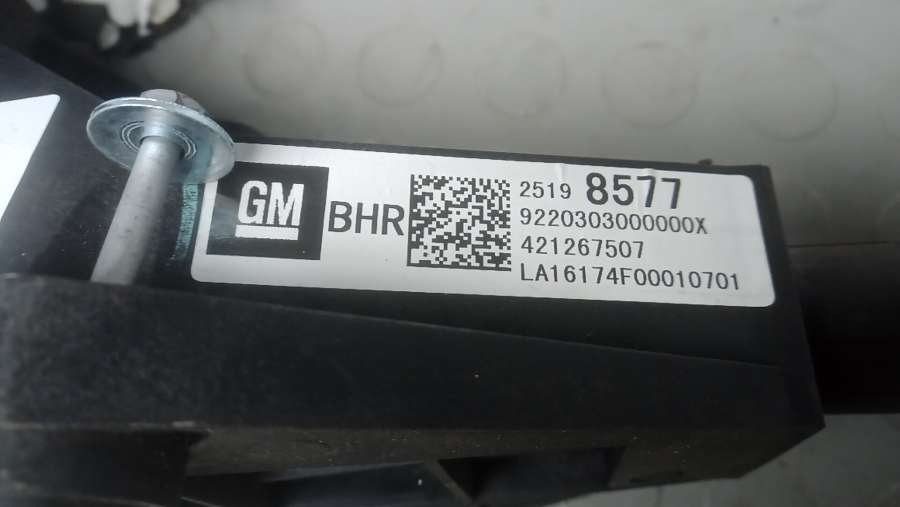 GM
BHR
2519 8577
9220303000000X
421267507
LA16174F00010701